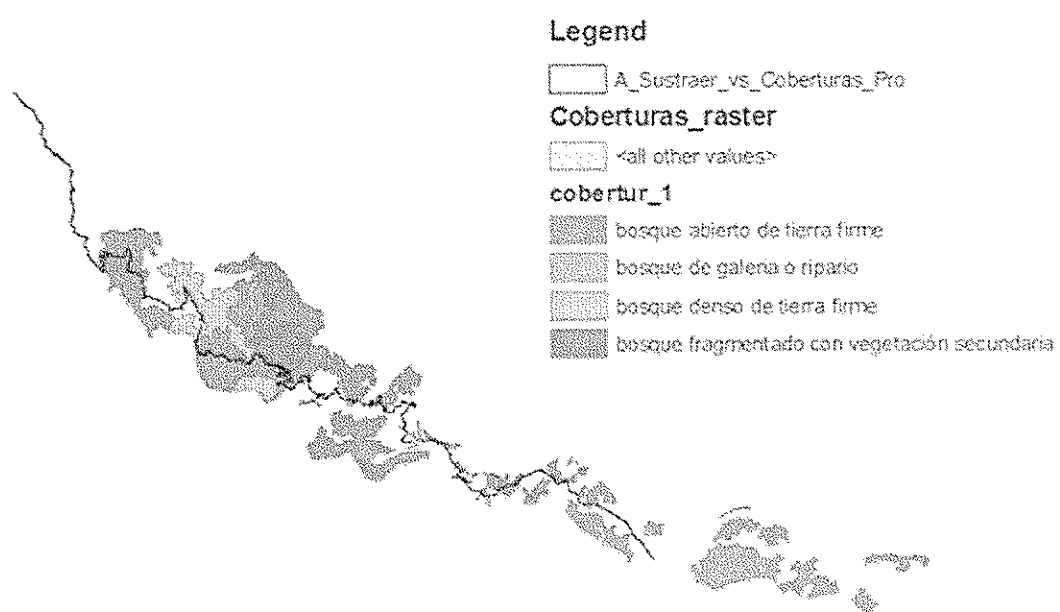 Legend
A_Sustraer_vs_Coberturas_Pro
Coberturas_raster
<all other values>
cobertur_1
bosque abierto de tierra firme
bosque de galeria o ripario
bosque denso de tierra firme
bosque fragmentado con vegetación secundaria